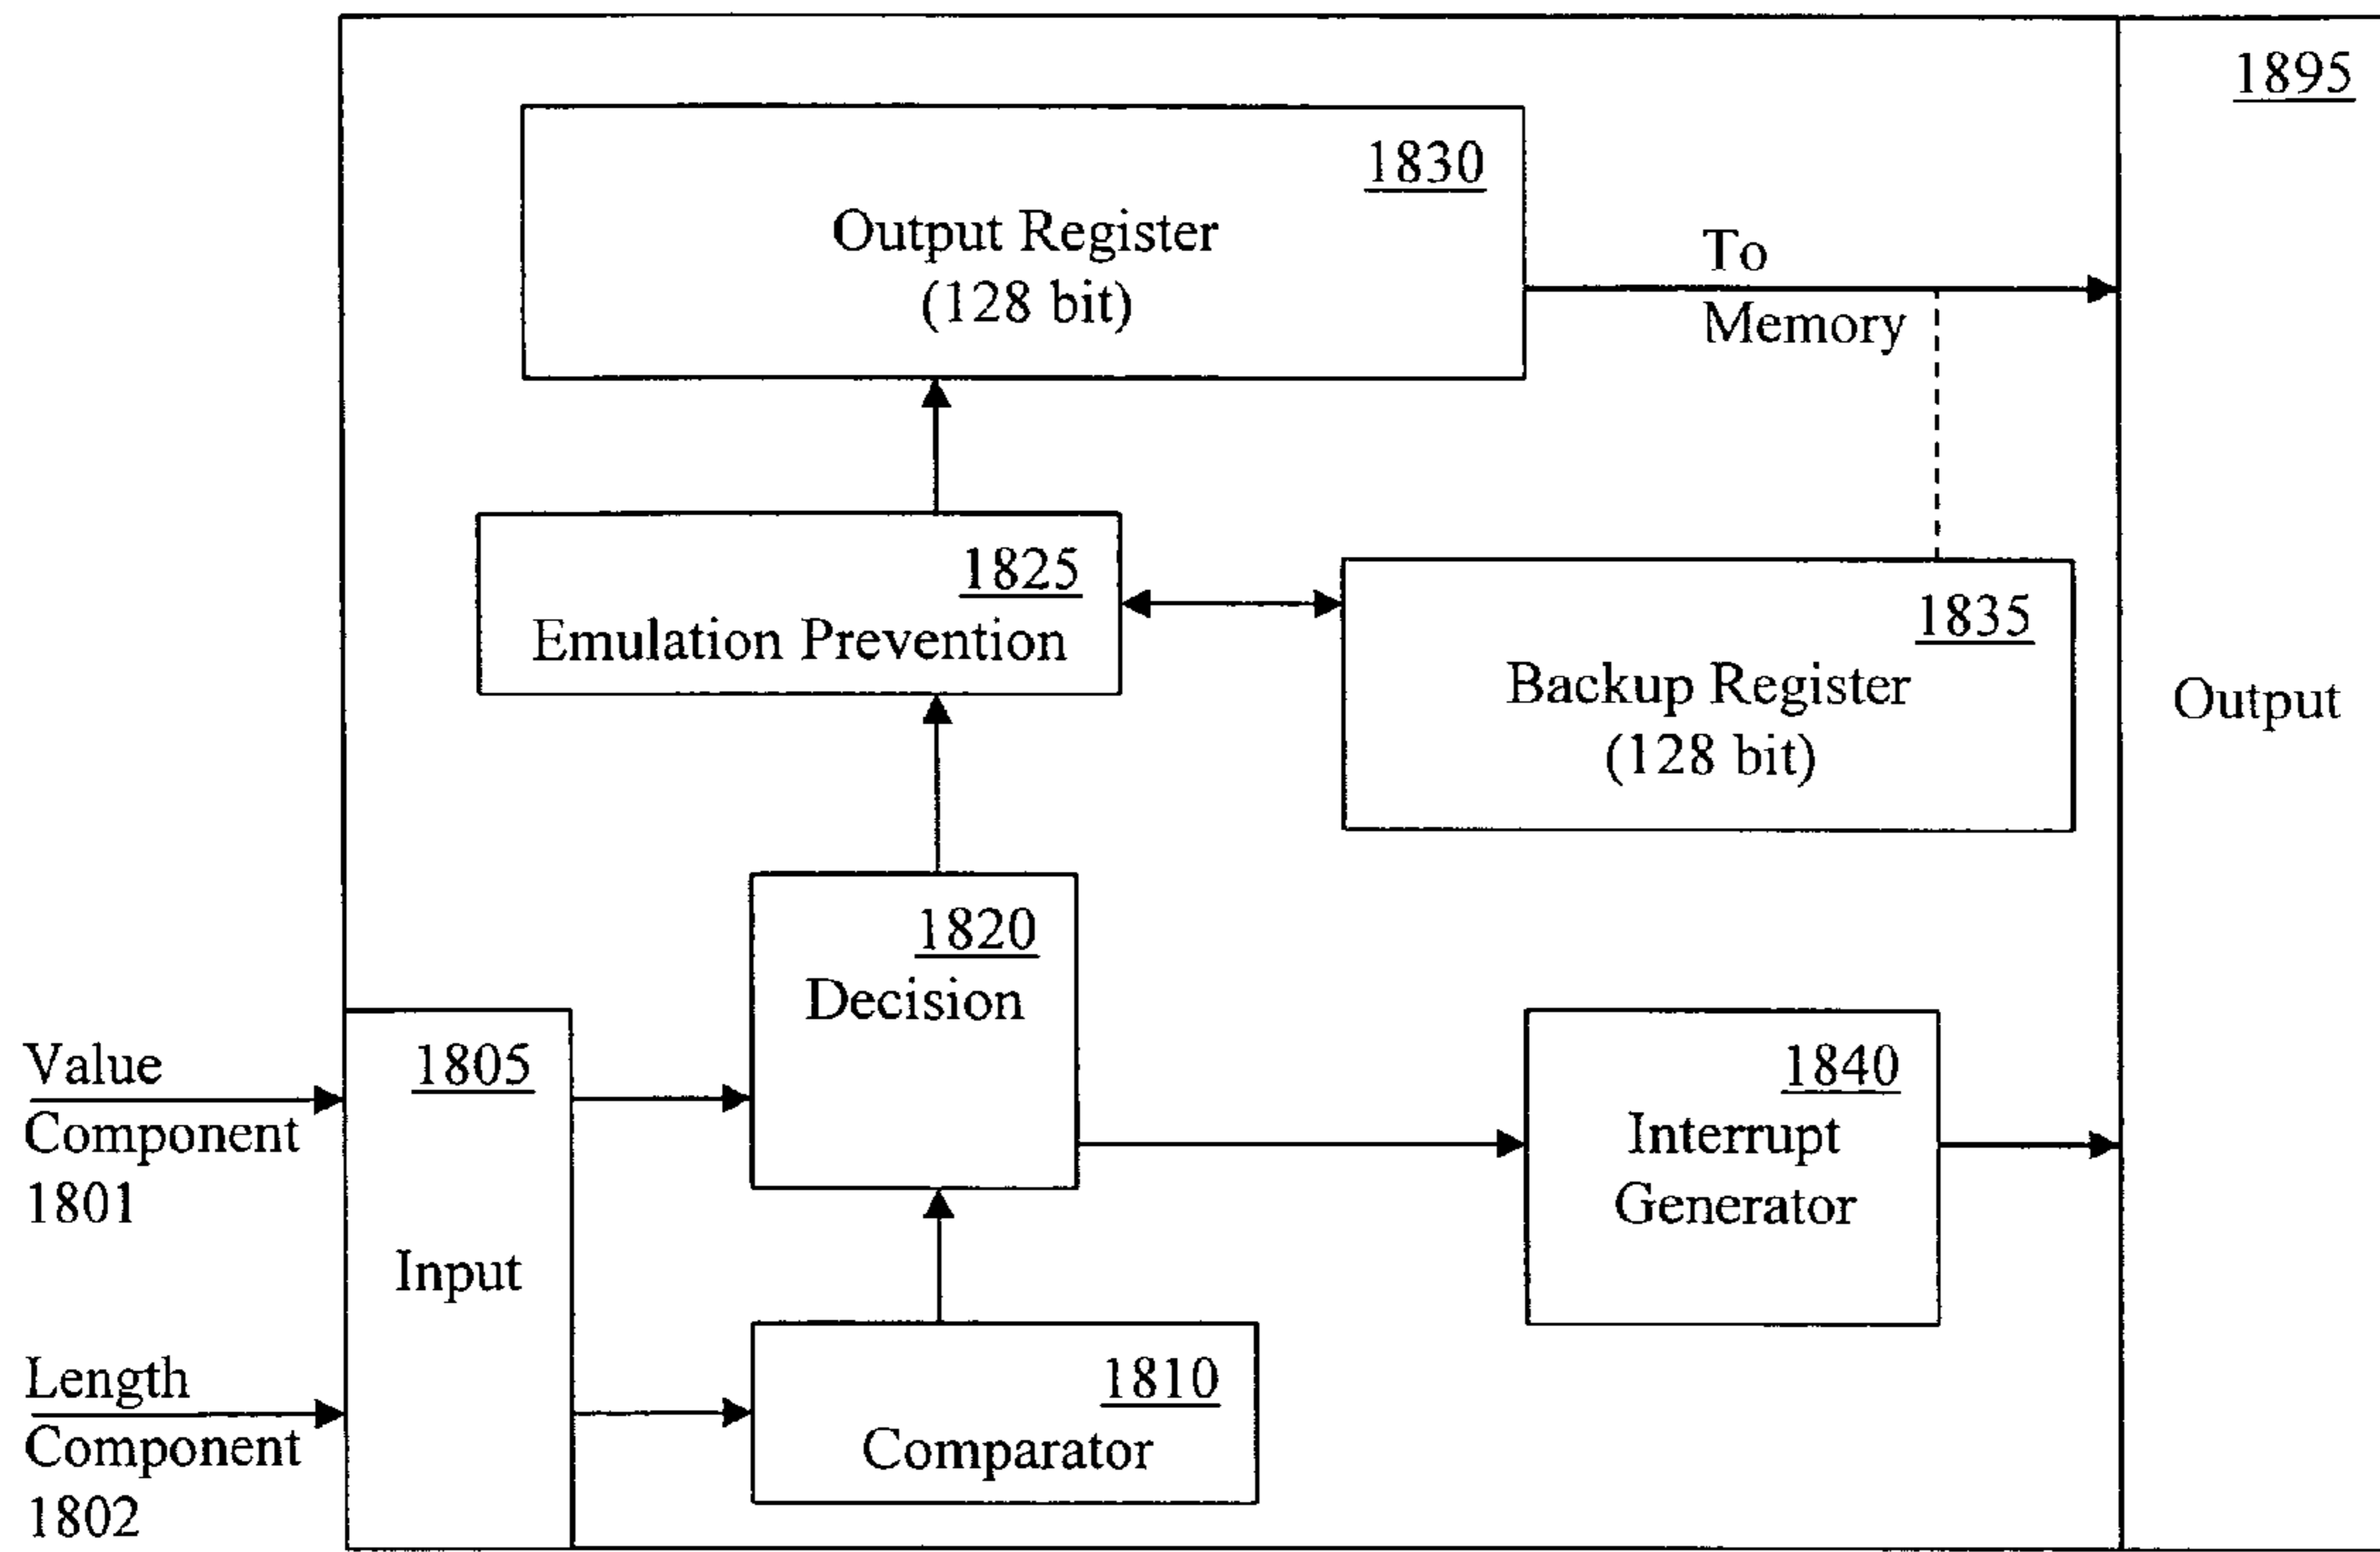 1895
1830
Output Register
(128 bit)
To
Memory
1825
Emulation Prevention
1835
Backup Register
(128 bit)
Output
1820
Decision
Value
Component
1801
1805
Input
1840
Interrupt
Generator
Length
Component
1802
1810
Comparator